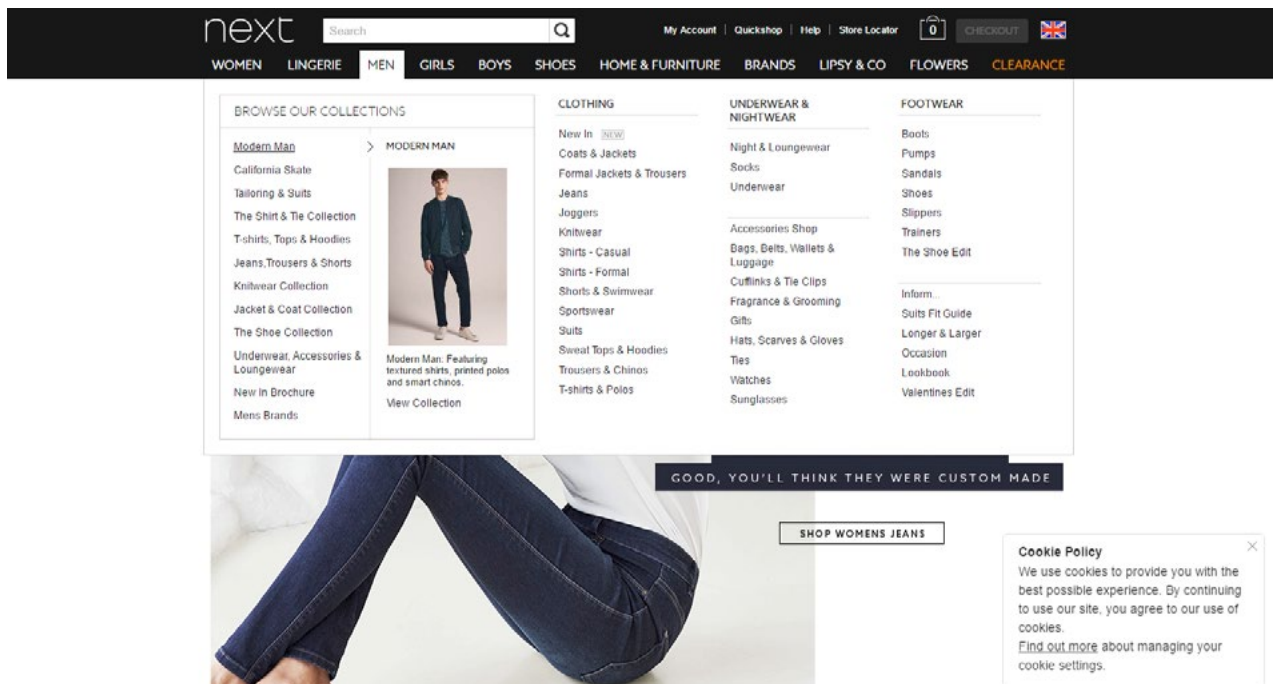 next
Search
My Account | Quickshop | Help | Store Locator
0
CHECKOUT
WOMEN LINGERIE MEN GIRLS BOYS SHOES HOME & FURNITURE BRANDS LIPSY & CO FLOWERS CLEARANCE
BROWSE OUR COLLECTIONS
Modern Man
California Skate
Tailoring & Suits
The Shirt & Tie Collection
T-shirts, Tops & Hoodies
Jeans,Trousers & Shorts
Knitwear Collection
Jacket & Coat Collection
The Shoe Collection
Underwear, Accessories &
Loungewear
New In Brochure
Mens Brands
MODERN MAN
Modern Man: Featuring
textured shirts, printed polos
and smart chinos.
View Collection
CLOTHING
New In NEW
Coats & Jackets
Formal Jackets & Trousers
Jeans
Joggers
Knitwear
Shirts - Casual
Shirts - Formal
Shorts & Swimwear
Sportswear
Suits
Sweat Tops & Hoodies
Trousers & Chinos
T-shirts & Polos
UNDERWEAR &
NIGHTWEAR
Night & Loungewear
Socks
Underwear
Accessories Shop
Bags, Belts, Wallets &
Luggage
Cufflinks & Tie Clips
Fragrance & Grooming
Gifts
Hats, Scarves & Gloves
Ties
Watches
Sunglasses
FOOTWEAR
Boots
Pumps
Sandals
Shoes
Slippers
Trainers
The Shoe Edit
Inform...
Suits Fit Guide
Longer & Larger
Occasion
Lookbook
Valentines Edit
GOOD, YOU'LL THINK THEY WERE CUSTOM MADE
SHOP WOMENS JEANS
Cookie Policy
We use cookies to provide you with the
best possible experience. By continuing
to use our site, you agree to our use of
cookies.
Find out more about managing your
cookie settings.